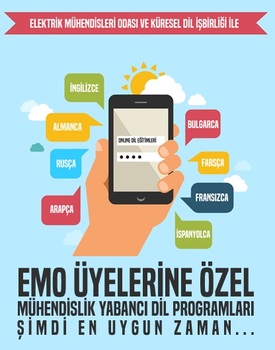 ELEKTRİK MÜHENDİSLERİ ODASI VE KÜRESEL DİL İŞBİRLİĞİ İLE
İNGİLİZCE
ALMANCA
BULGARCA
ONLINE DİL EĞİTİMLERİ
RUSÇA
FARSÇA
FRANSIZCA
ARAPÇA
İSPANYOLCA
EMO ÜYELERİNE ÖZEL
MÜHENDİSLİK YABANCI DİL PROGRAMLARI
ŞİMDİ EN UYGUN ZAMAN...